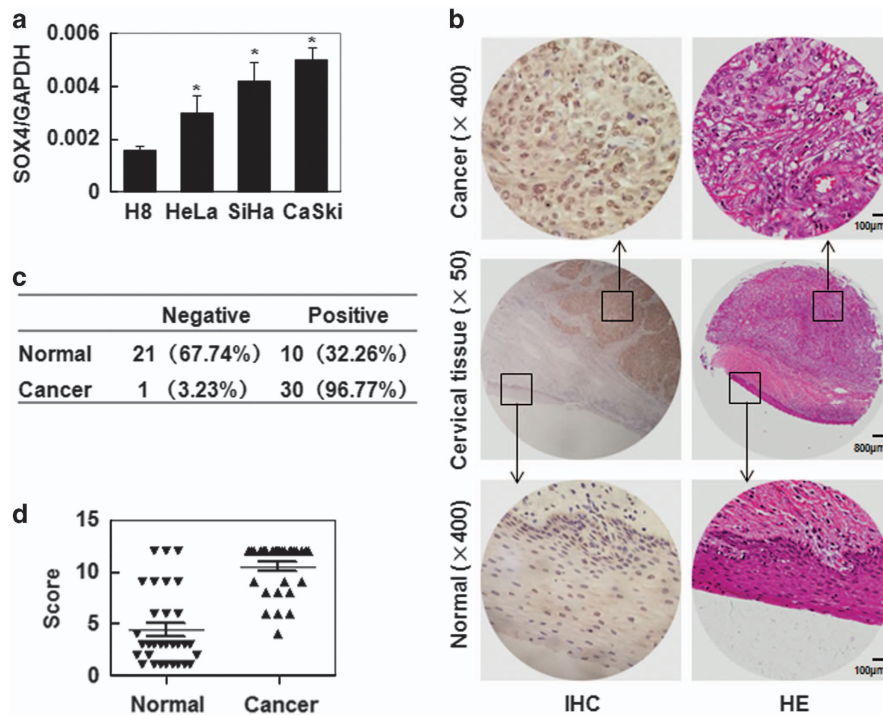 a
0.006
0.004
0.002
0
SOX4/GAPDH
*
*
*
H8 HeLa SiHa CaSki
b
Cancer (× 400)
100μm
Cervical tissue (× 50)
800μm
Normal (×400)
100μm
IHC HE
c
Negative Positive
Normal 21 (67.74%) 10 (32.26%)
Cancer 1 (3.23%) 30 (96.77%)
d
15
10
5
0
Score
Normal Cancer